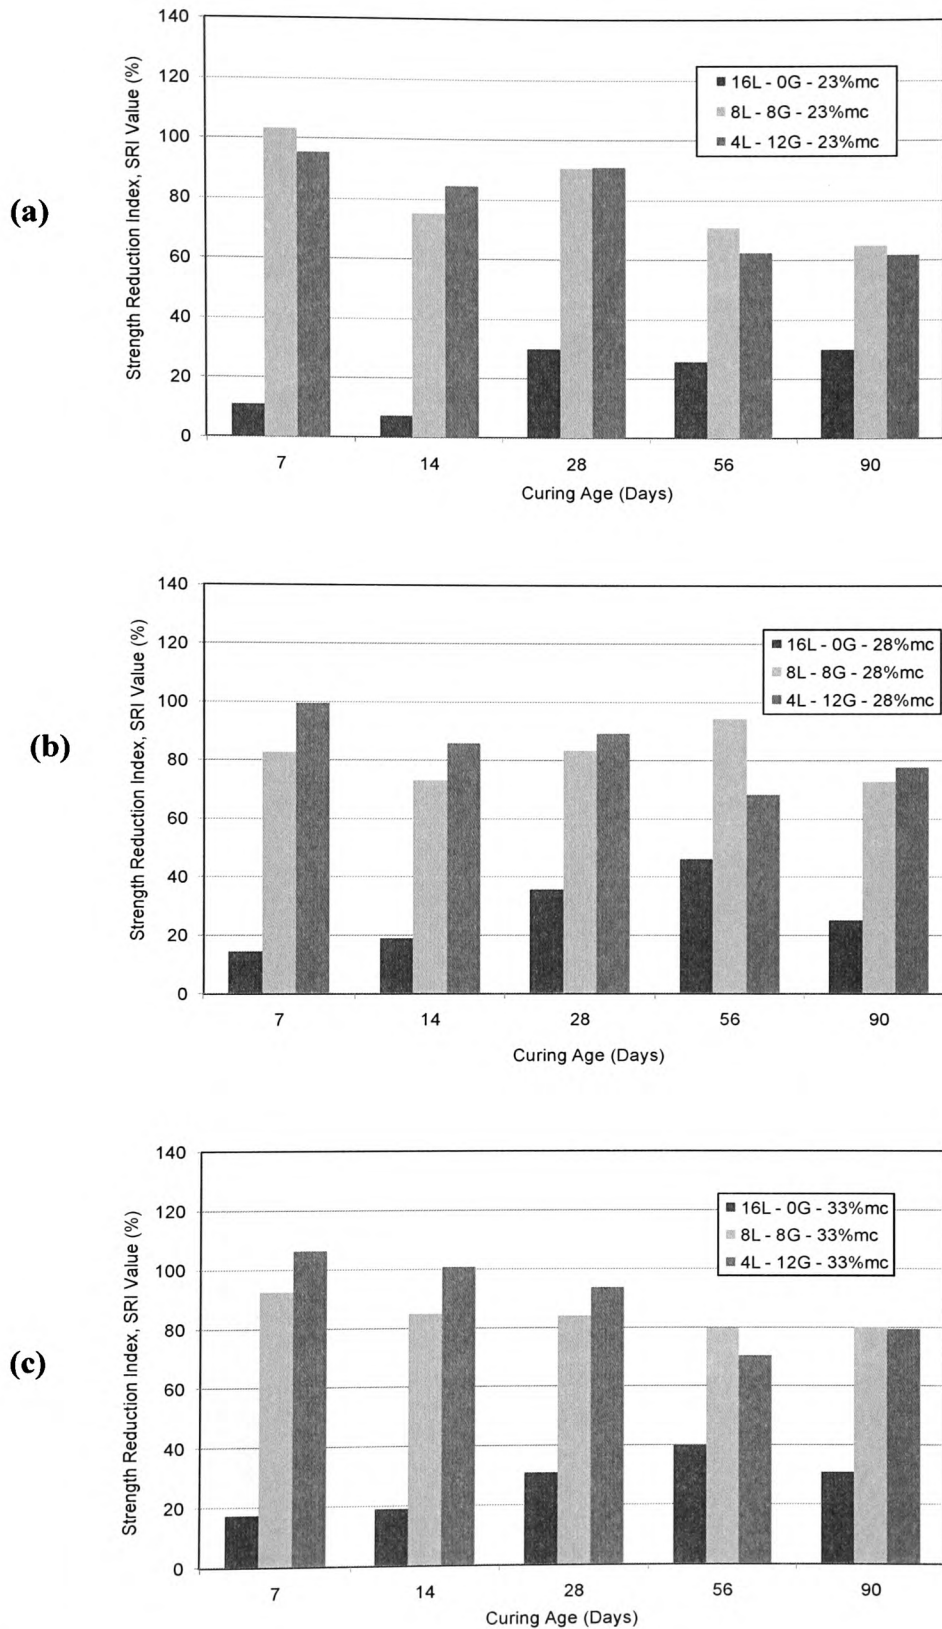 (a)
Strength Reduction Index, SRI Value (%)
140
120
100
80
60
40
20
0
16L - 0G - 23%mc
8L - 8G - 23%mc
4L - 12G - 23%mc
7 14 28 56 90
Curing Age (Days)
(b)
Strength Reduction Index, SRI Value (%)
140
120
100
80
60
40
20
0
16L - 0G - 28%mc
8L - 8G - 28%mc
4L - 12G - 28%mc
7 14 28 56 90
Curing Age (Days)
(c)
Strength Reduction Index, SRI Value (%)
140
120
100
80
60
40
20
0
16L - 0G - 33%mc
8L - 8G - 33%mc
4L - 12G - 33%mc
7 14 28 56 90
Curing Age (Days)